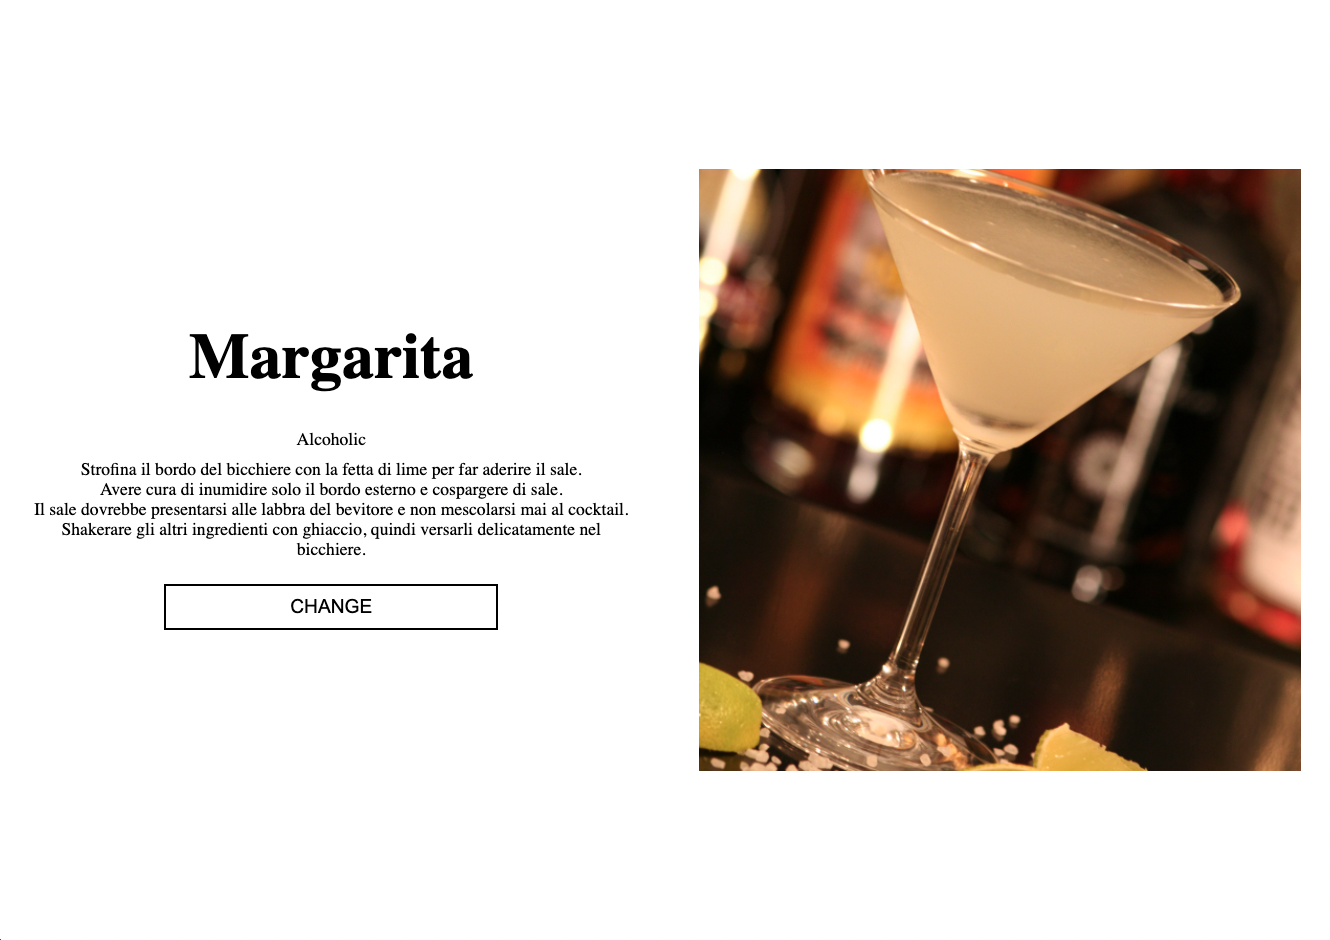 Margarita
Alcoholic
Strofina il bordo del bicchiere con la fetta di lime per far aderire il sale.
Avere cura di inumidire solo il bordo esterno e cospargere di sale.
Il sale dovrebbe presentarsi alle labbra del bevitore e non mescolarsi mai al cocktail.
Shakerare gli altri ingredienti con ghiaccio, quindi versarli delicatamente nel
bicchiere.
CHANGE